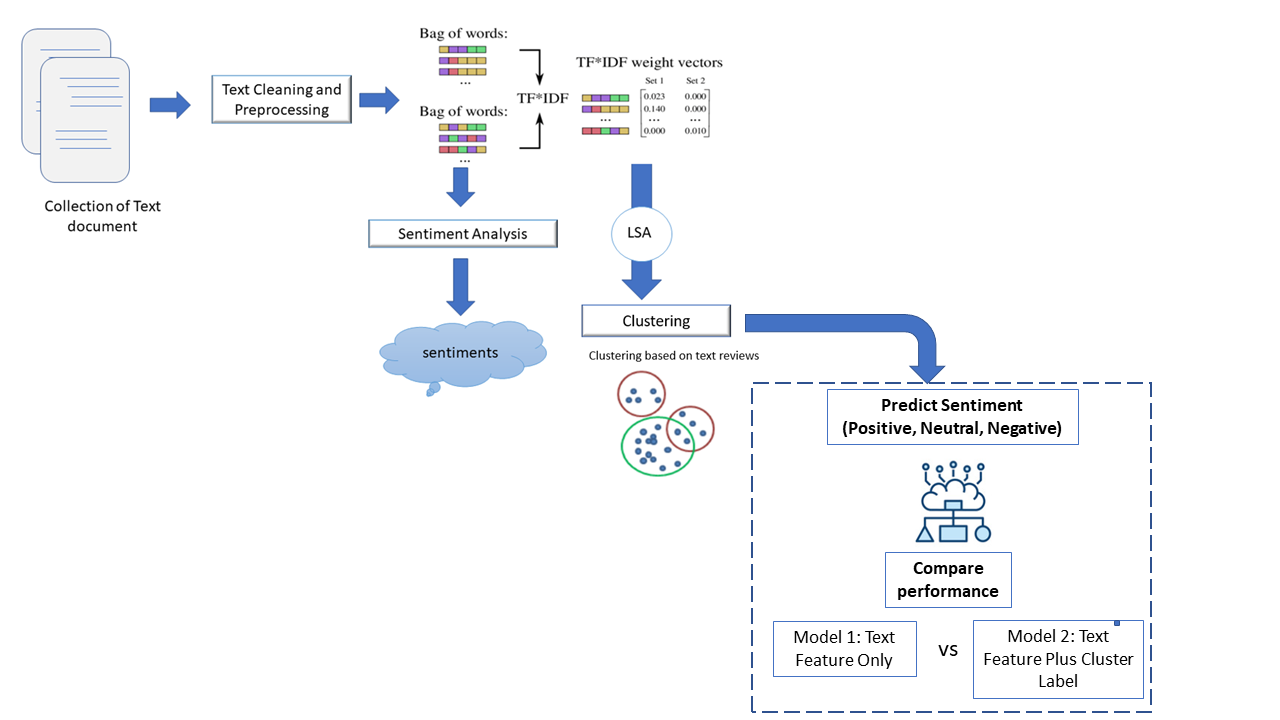 Collection of Text
document
Text Cleaning and
Preprocessing
Bag of words:
...
Bag of words:
...
TF*IDF
TF*IDF weight vectors
Set 1 Set 2
0.023 0.000
0.140 0.000
... ... ...
0.000 0.010
Sentiment Analysis
sentiments
LSA
Clustering
Clustering based on text reviews
Predict Sentiment
(Positive, Neutral, Negative)
Compare
performance
Model 1: Text
Feature Only
vs
Model 2: Text
Feature Plus Cluster
Label